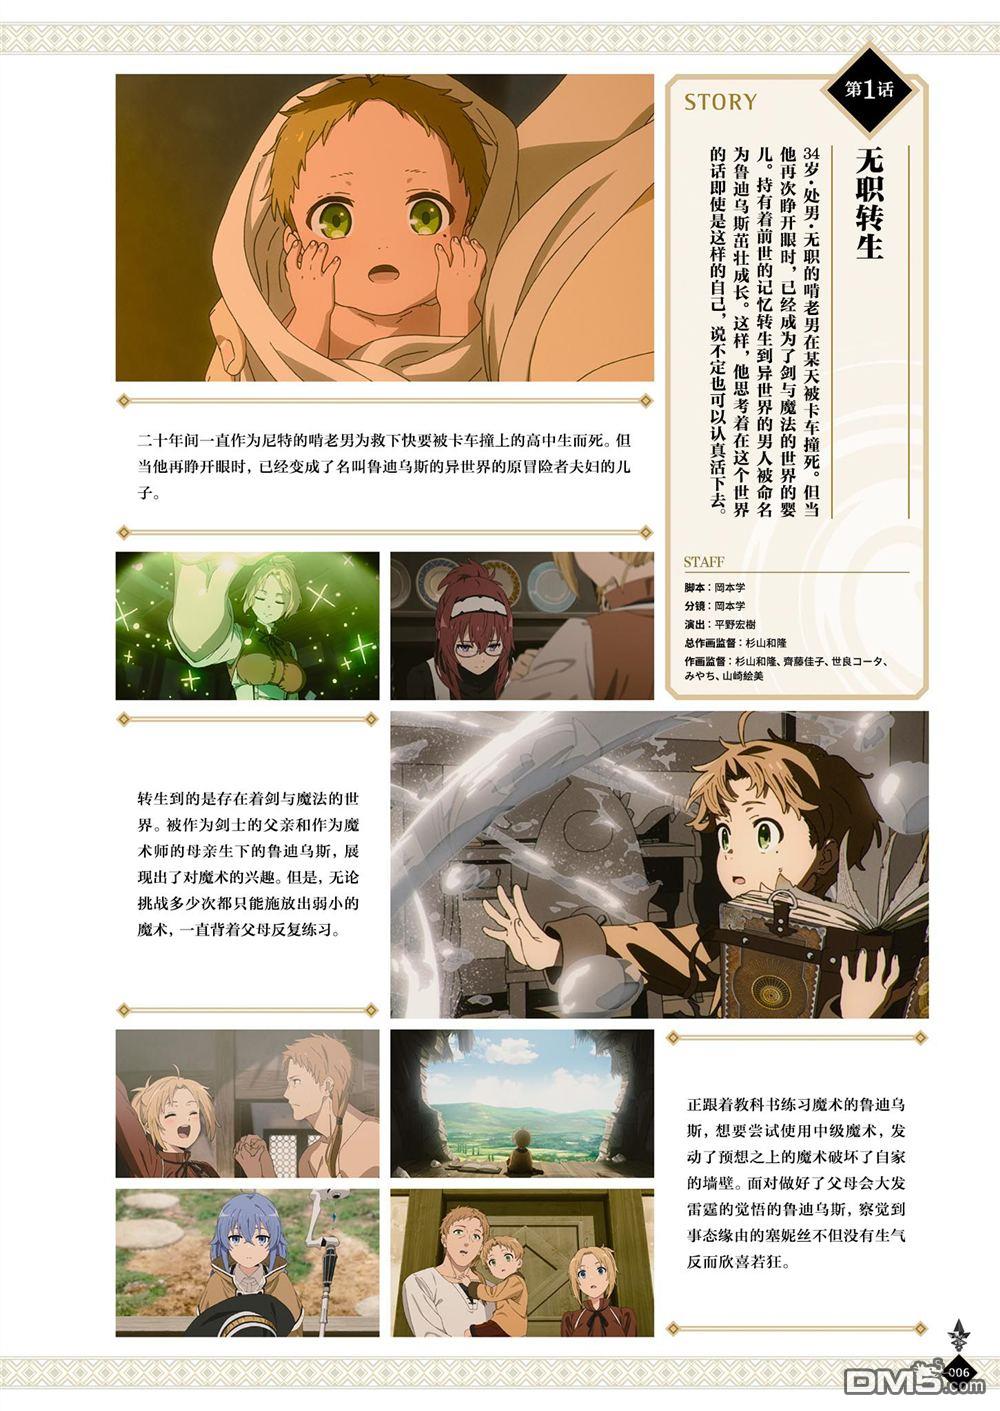 第1话
STORY
无职转生
34岁·处男·无职的啃老男在某天被卡车撞死。但当
他再次睁开眼时，已经成为了剑与魔法的世界的婴
儿。持有着前世的记忆转生到异世界的男人被命名
为鲁迪乌斯茁壮成长。这样，他思考着在这个世界
的话即使是这样的自己，说不定也可以认真活下去。
二十年间一直作为尼特的啃老男为救下快要被卡车撞上的高中生而死。但
当他再睁开眼时，已经变成了名叫鲁迪乌斯的异世界的原冒险者夫妇的儿
子。
STAFF
脚本：岡本学
分镜：岡本学
演出：平野宏樹
总作画监督：杉山和隆
作画监督：杉山和隆、齊藤佳子、世良コータ、
みやち、山崎絵美
转生到的是存在着剑与魔法的世
界。被作为剑士的父亲和作为魔
术师的母亲生下的鲁迪乌斯，展
现出了对魔术的兴趣。但是，无论
挑战多少次都只能施放出弱小的
魔术，一直背着父母反复练习。
正跟着教科书练习魔术的鲁迪乌
斯，想要尝试使用中级魔术，发
动了预想之上的魔术破坏了自家
的墙壁。面对做好了父母会大发
雷霆的觉悟的鲁迪乌斯，察觉到
事态缘由的塞妮丝不但没有生气
反而欣喜若狂。
006
DM5.com